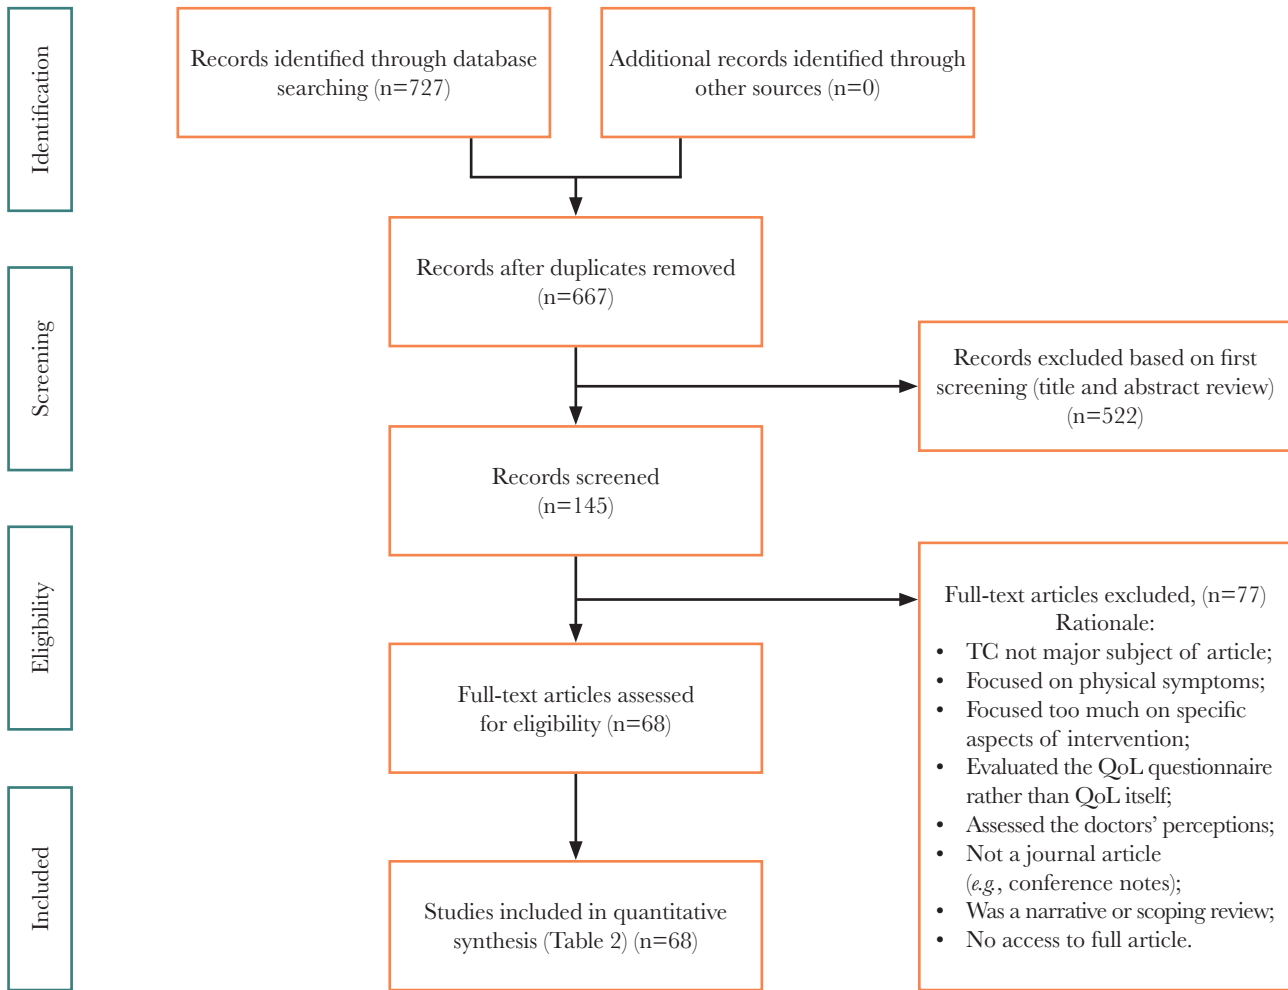 Identification
Records identified through database
searching (n=727)
Additional records identified through
other sources (n=0)
Records after duplicates removed
(n=667)
Screening
Records excluded based on first
screening (title and abstract review)
(n=522)
Records screened
(n=145)
Eligibility
Full-text articles excluded, (n=77)
Rationale:
• TC not major subject of article;
• Focused on physical symptoms;
• Focused too much on specific
aspects of intervention;
• Evaluated the QoL questionnaire
rather than QoL itself;
• Assessed the doctors’ perceptions;
• Not a journal article
(e.g., conference notes);
• Was a narrative or scoping review;
• No access to full article.
Full-text articles assessed
for eligibility (n=68)
Included
Studies included in quantitative
synthesis (Table 2) (n=68)